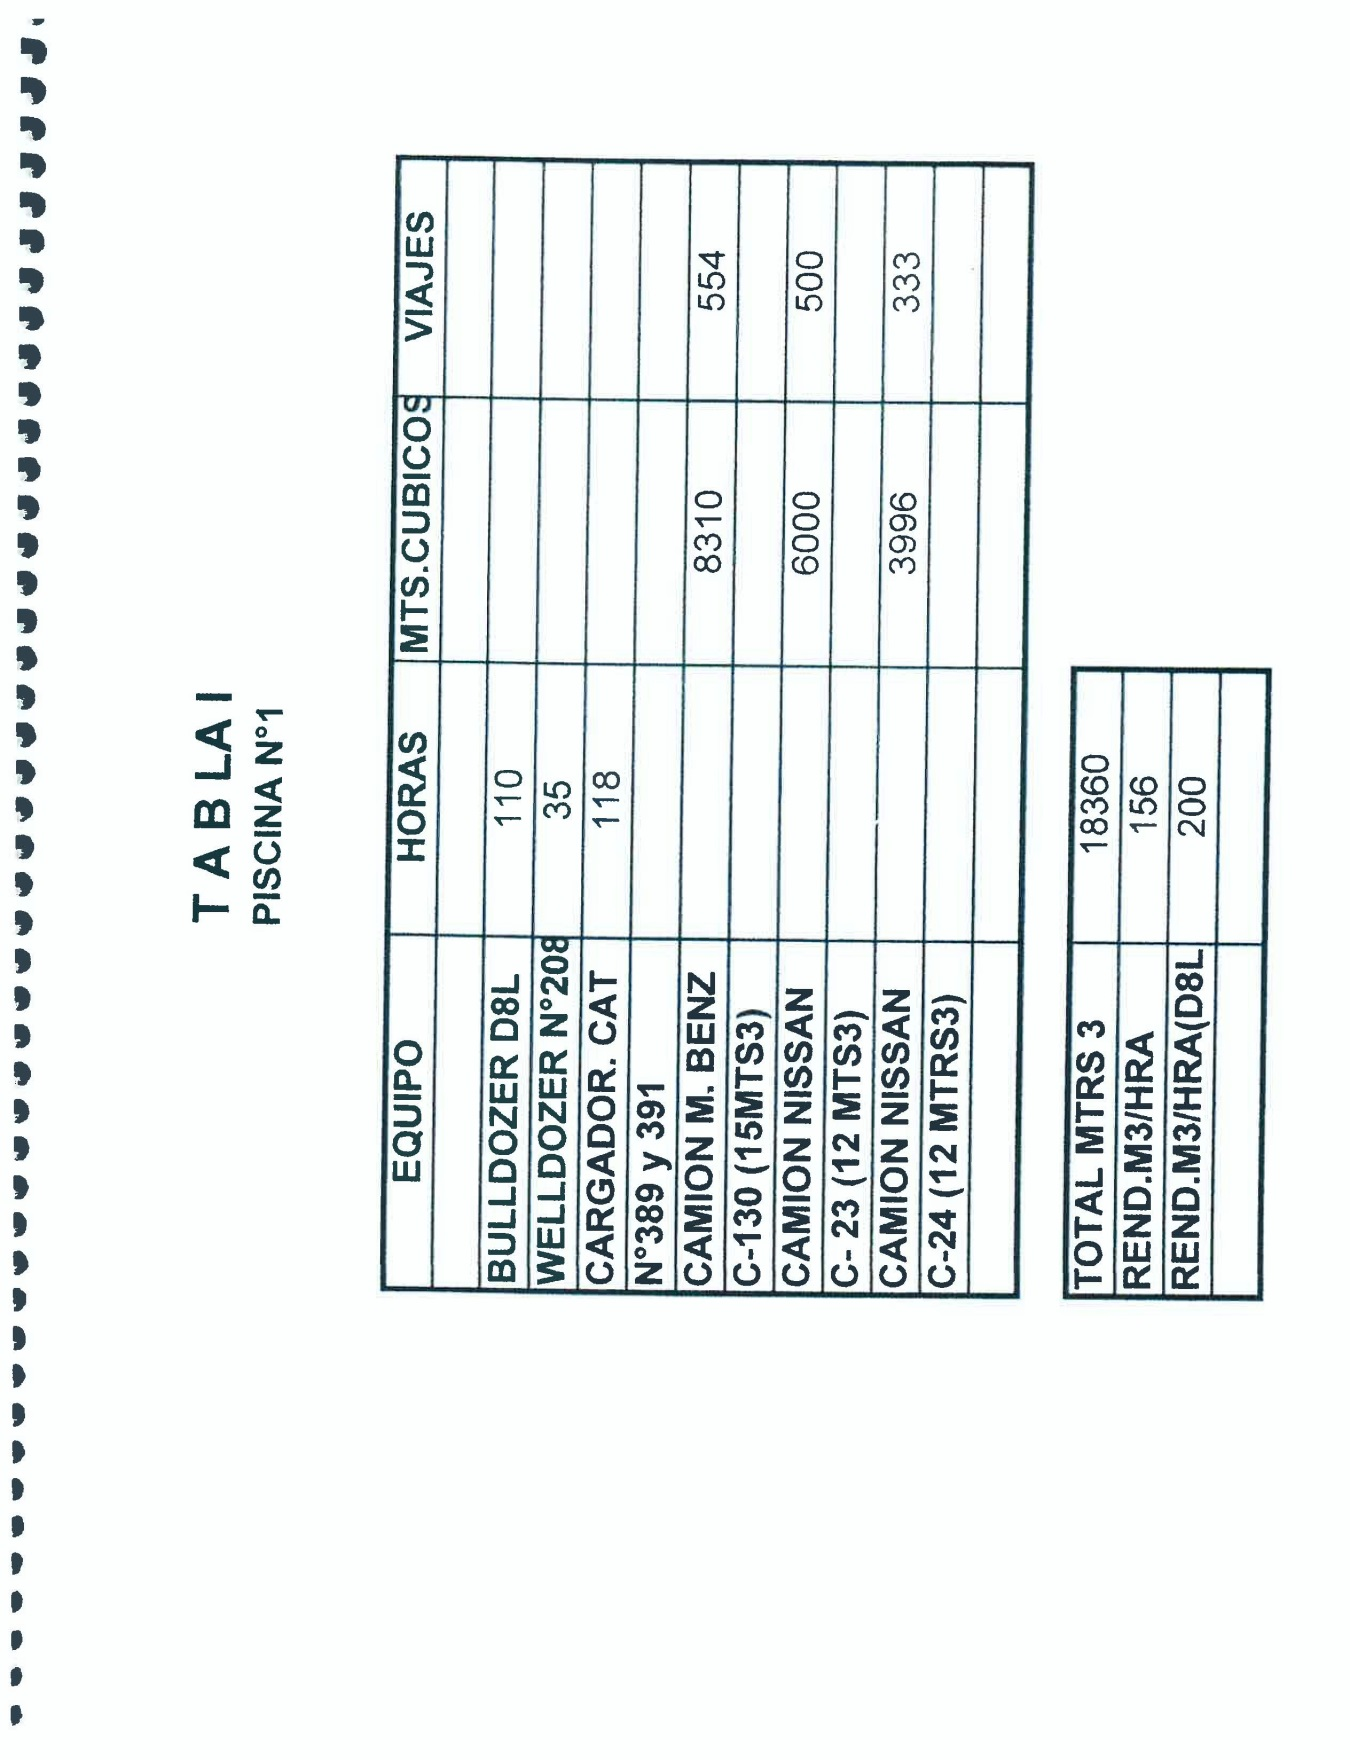 T A B L A I
PISCINA N°1
EQUIPO HORAS MTS.CUBICOS VIAJES
BULLDOZER D8L 110
WELLDOZER N°208 35
CARGADOR. CAT 118
N°389 y 391
CAMION M. BENZ 8310 554
C-130 (15MTS3)
CAMION NISSAN 6000 500
C- 23 (12 MTS3)
CAMION NISSAN 3996 333
C-24 (12 MTRS3)
TOTAL MTRS 3 18360
REND.M3/HRA 156
REND.M3/HRA(D8L 200